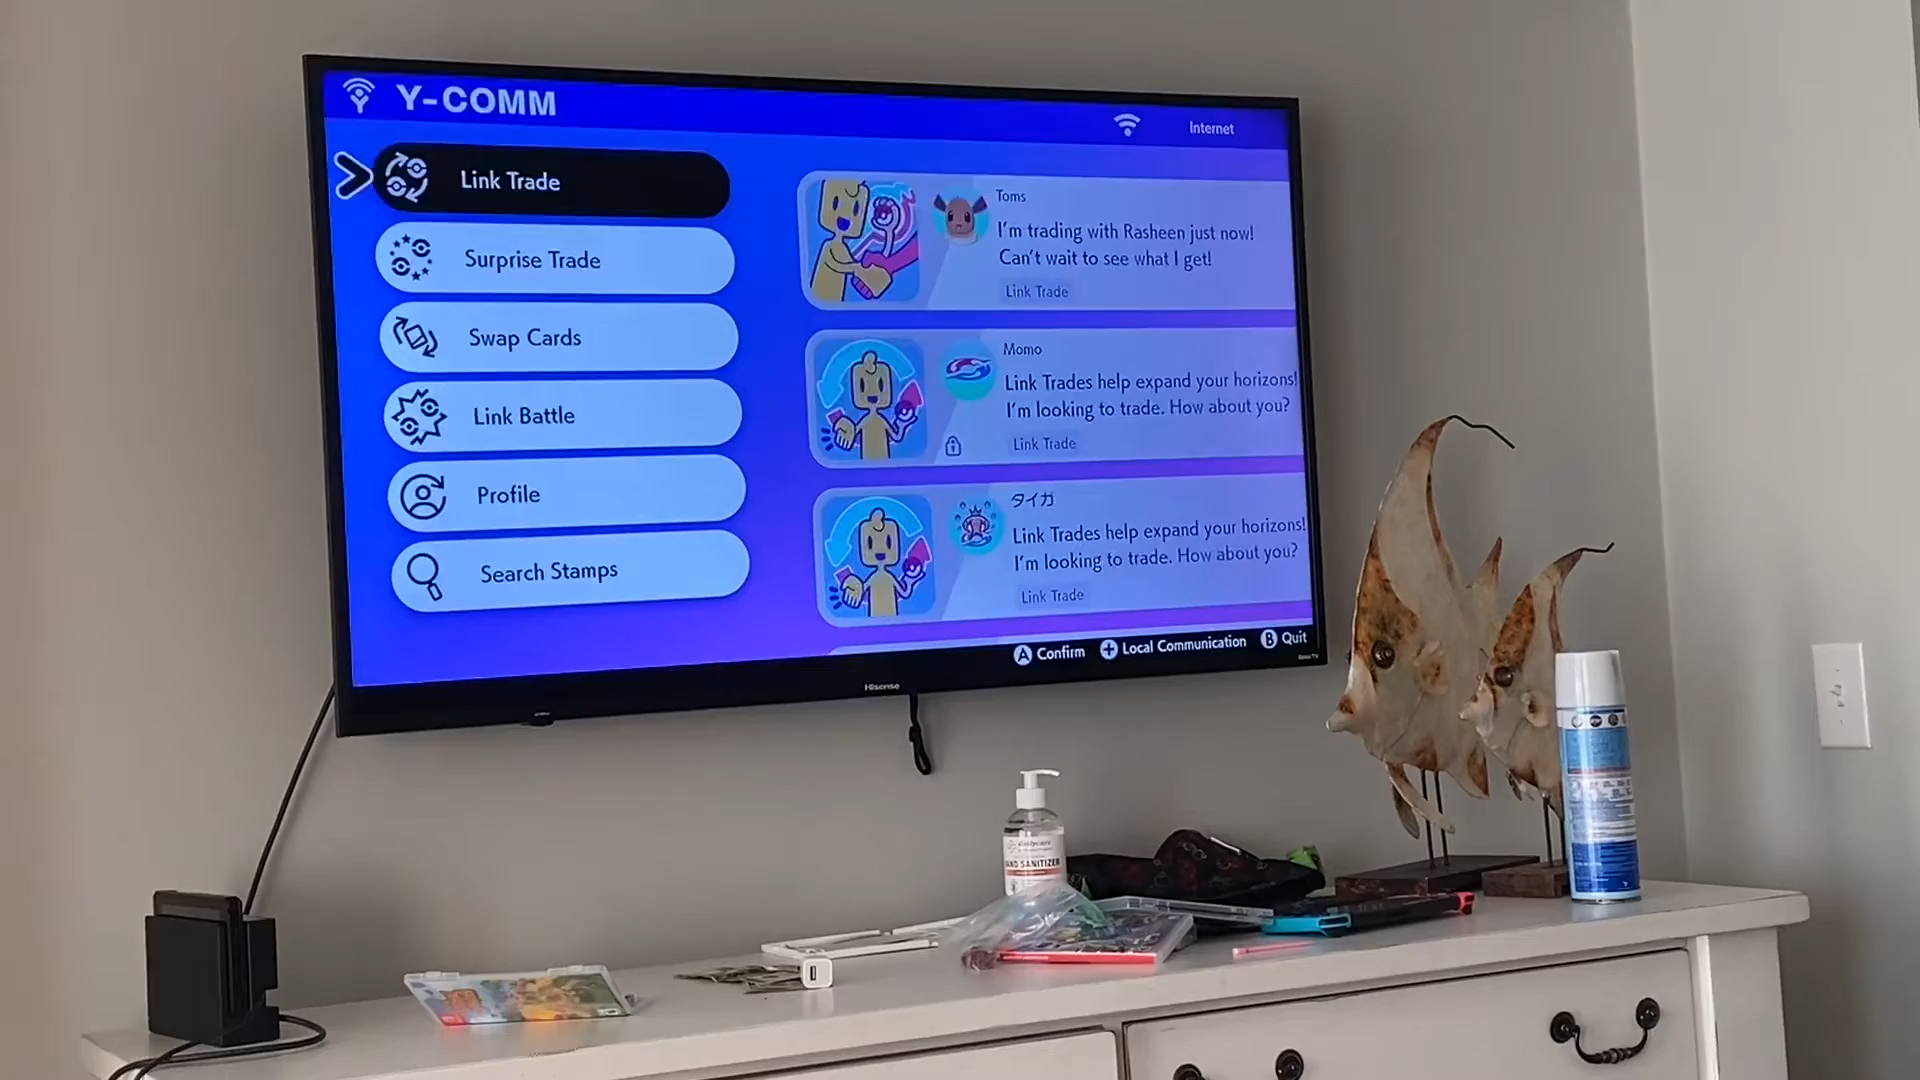 Y-COMM
Internet
Link Trade
Surprise Trade
Swap Cards
Link Battle
Profile
Search Stamps
Toms
I'm trading with Rasheen just now!
Can't wait to see what I get!
Link Trade
Momo
Link Trades help expand your horizons!
I'm looking to trade. How about you?
Link Trade
タイガ
Link Trades help expand your horizons!
I'm looking to trade. How about you?
Link Trade
A Confirm + Local Communication B Quit
Hisense
Roku TV
HAND SANITIZER